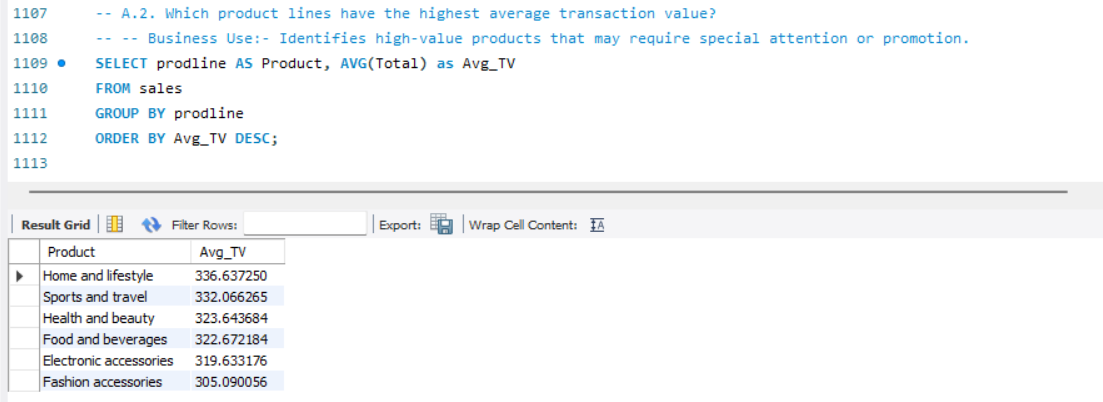 1107 -- A.2. Which product lines have the highest average transaction value?
1108 -- -- Business Use:- Identifies high-value products that may require special attention or promotion.
1109 SELECT prodline AS Product, AVG(Total) as Avg_TV
1110 FROM sales
1111 GROUP BY prodline
1112 ORDER BY Avg_TV DESC;
1113
Result Grid Filter Rows: Export: Wrap Cell Content: IA
Product Avg_TV
Home and lifestyle 336.637250
Sports and travel 332.066265
Health and beauty 323.643684
Food and beverages 322.672184
Electronic accessories 319.633176
Fashion accessories 305.090056